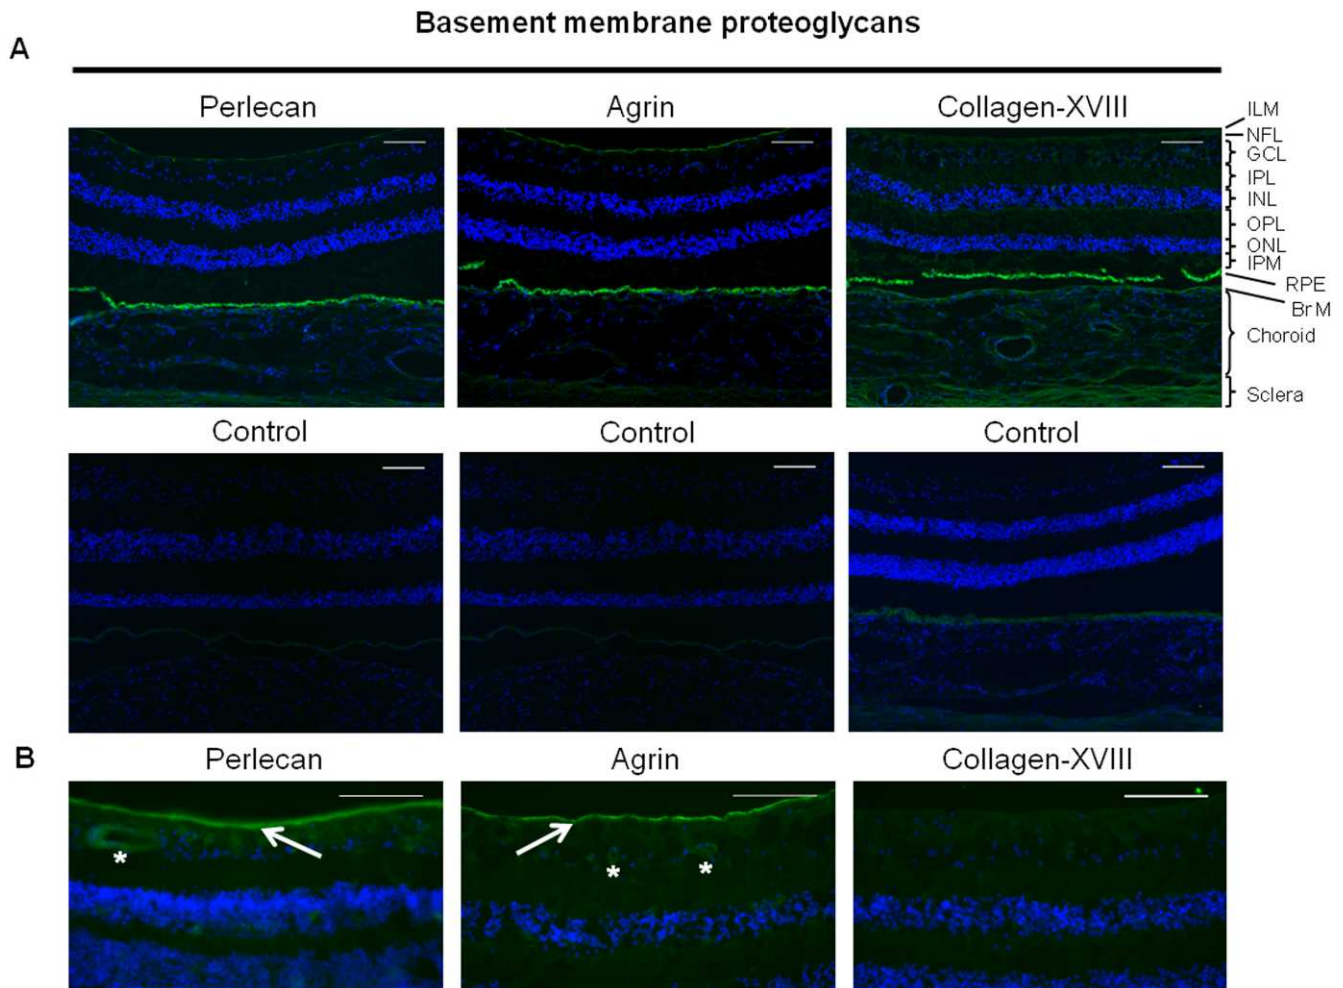 Basement membrane proteoglycans
A
Perlecan
Agrin
Collagen-XVIII
ILM
NFL
GCL
IPL
INL
OPL
ONL
IPM
RPE
BrM
Choroid
Sclera
Control
Control
Control
B
Perlecan
Agrin
Collagen-XVIII
*
*
*